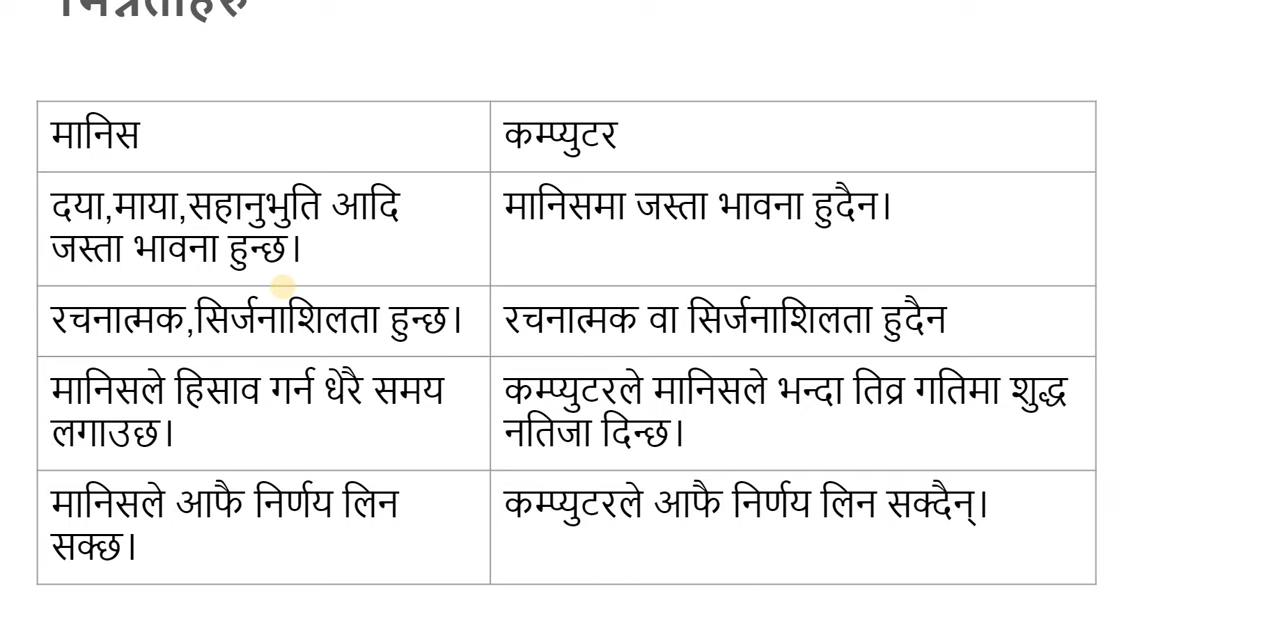 भिन्नताहरु
मानिस
कम्प्युटर
दया,माया,सहानुभुति आदि
जस्ता भावना हुन्छ।
मानिसमा जस्ता भावना हुदैन।
रचनात्मक,सिर्जनाशिलता हुन्छ।
रचनात्मक वा सिर्जनाशिलता हुदैन
मानिसले हिसाव गर्न धेरै समय
लगाउछ।
कम्प्युटरले मानिसले भन्दा तिव्र गतिमा शुद्ध
नतिजा दिन्छ।
मानिसले आफै निर्णय लिन
सक्छ।
कम्प्युटरले आफै निर्णय लिन सक्दैन्।